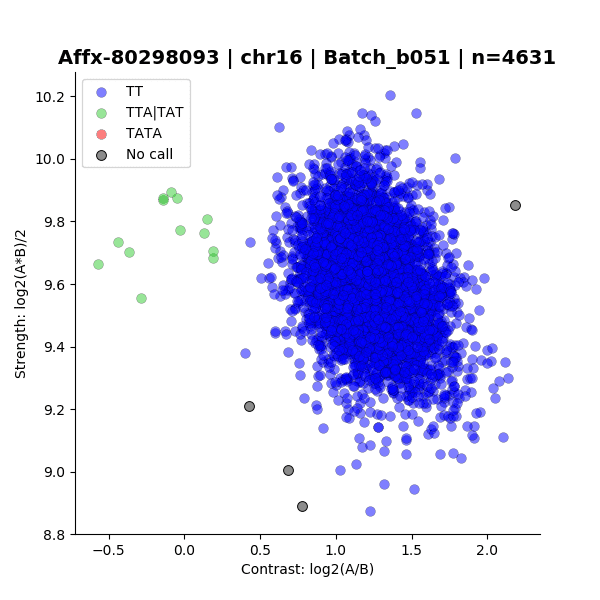 Affx-80298093 | chr16 | Batch_b051 | n=4631
TT
TTA|TAT
TATA
No call
Strength: log2(A*B)/2
10.2
10.0
9.8
9.6
9.4
9.2
9.0
8.8
−0.5
0.0
0.5
1.0
1.5
2.0
Contrast: log2(A/B)